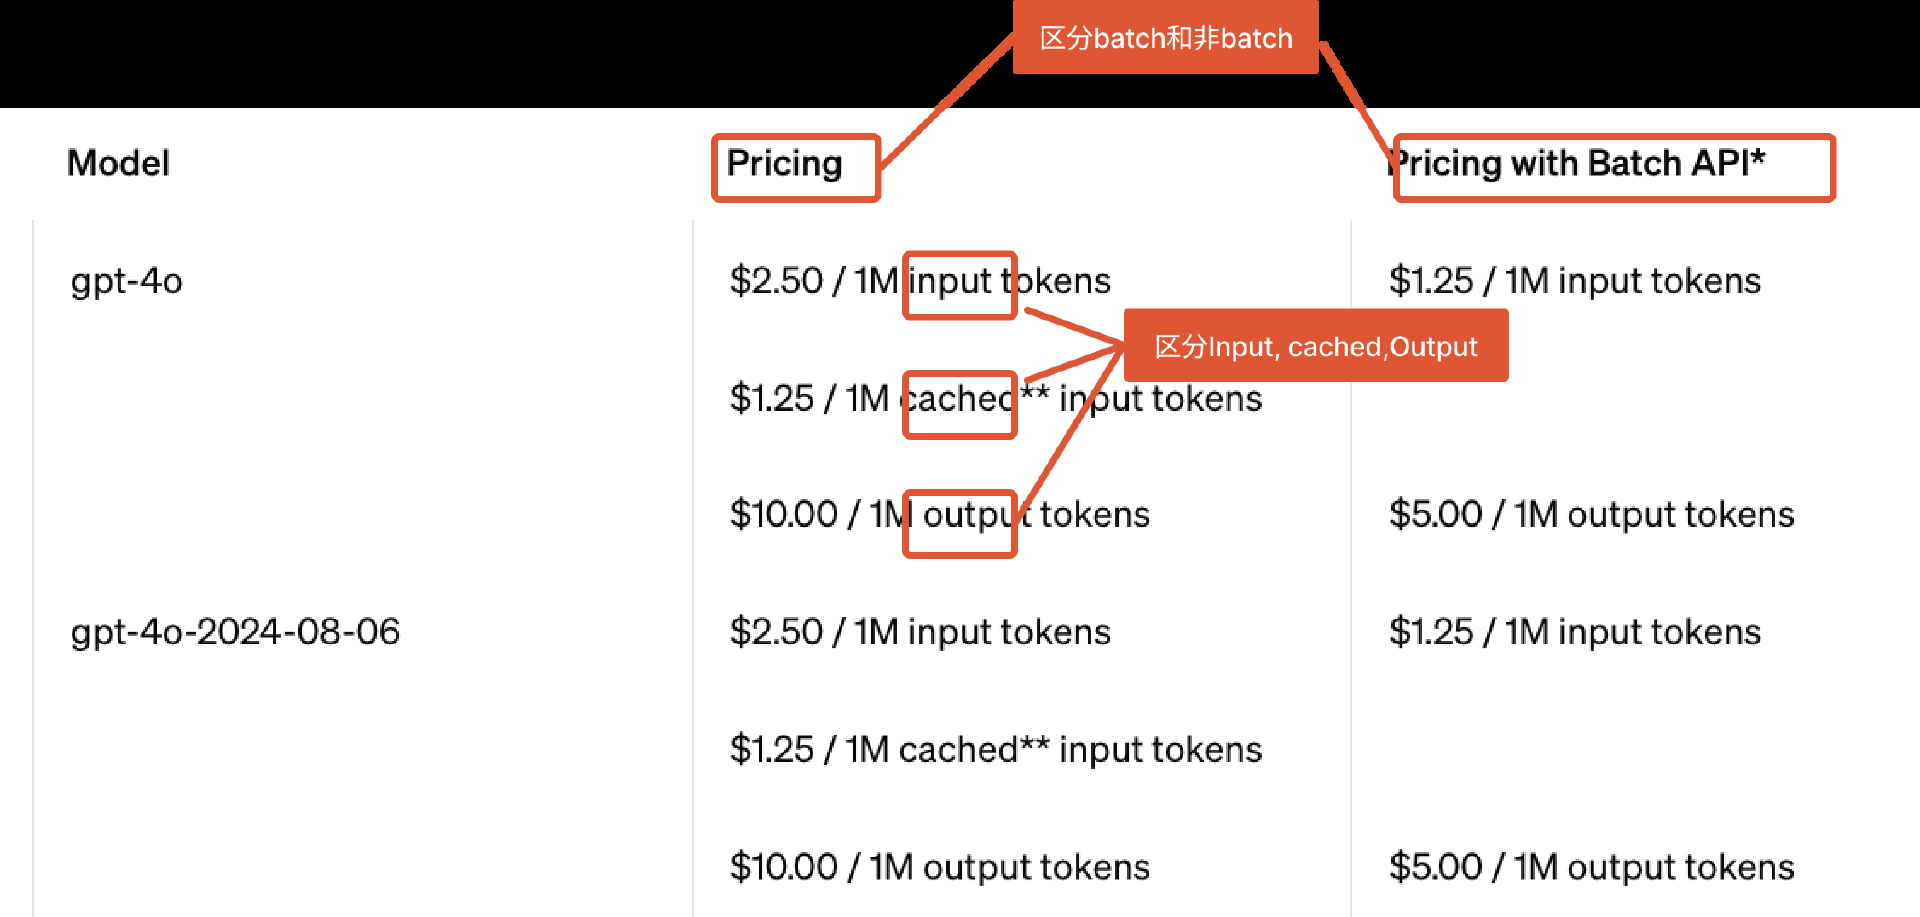 区分batch和非batch
Model Pricing Pricing with Batch API*
gpt-4o $2.50 / 1M input tokens $1.25 / 1M input tokens
区分Input, cached,Output
$1.25 / 1M cached** input tokens
$10.00 / 1M output tokens $5.00 / 1M output tokens
gpt-4o-2024-08-06 $2.50 / 1M input tokens $1.25 / 1M input tokens
$1.25 / 1M cached** input tokens
$10.00 / 1M output tokens $5.00 / 1M output tokens